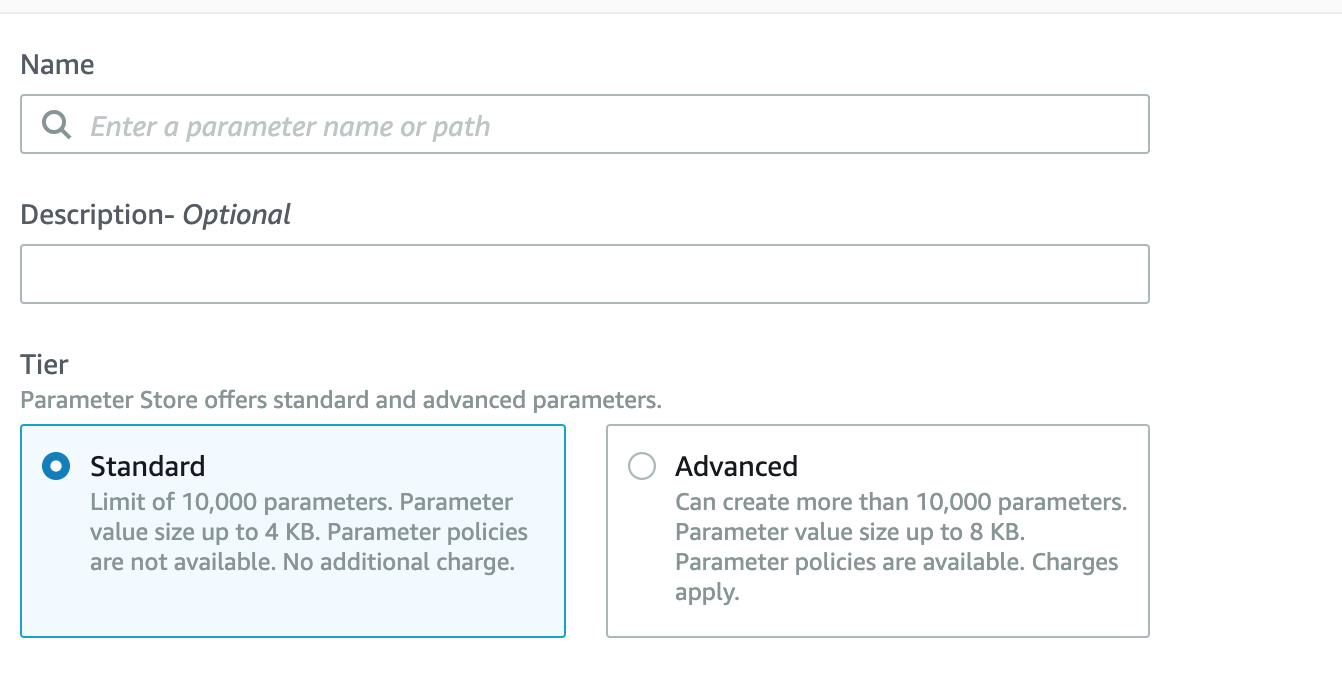 Name
Enter a parameter name or path
Description- Optional
Tier
Parameter Store offers standard and advanced parameters.
Standard
Limit of 10,000 parameters. Parameter
value size up to 4 KB. Parameter policies
are not available. No additional charge.
Advanced
Can create more than 10,000 parameters.
Parameter value size up to 8 KB.
Parameter policies are available. Charges
apply.